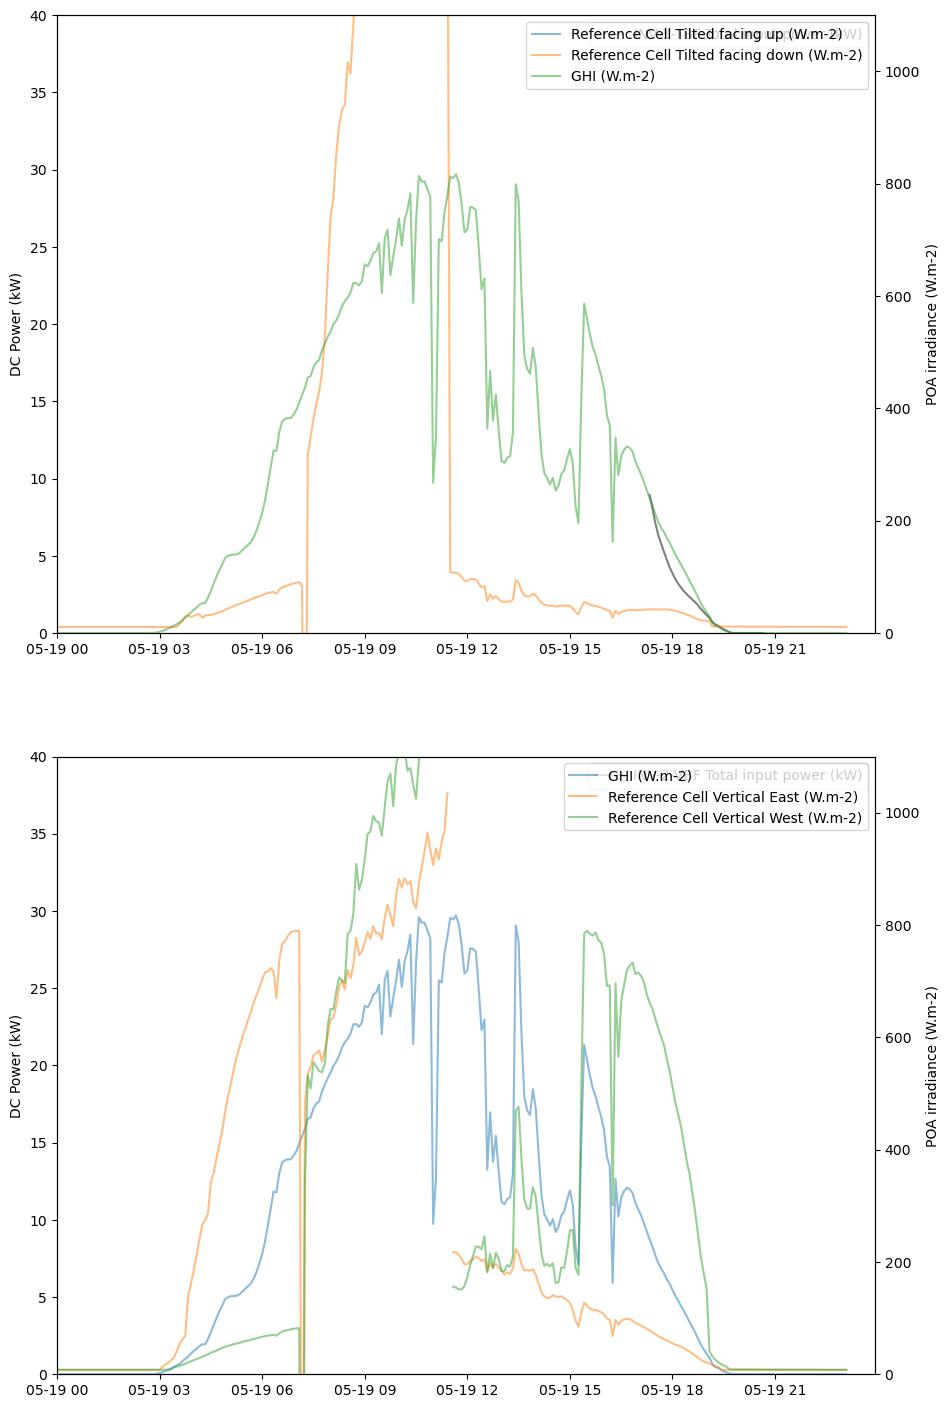 40
35
30
25
20
15
10
5
0
DC Power (kW)
1000
800
600
400
200
0
POA irradiance (W.m-2)
Reference Cell Tilted facing up (W.m-2)
Reference Cell Tilted facing down (W.m-2)
GHI (W.m-2)
05-19 00 05-19 03 05-19 06 05-19 09 05-19 12 05-19 15 05-19 18 05-19 21
40
35
30
25
20
15
10
5
0
DC Power (kW)
1000
800
600
400
200
0
POA irradiance (W.m-2)
GHI (W.m-2)
Total input power (kW)
Reference Cell Vertical East (W.m-2)
Reference Cell Vertical West (W.m-2)
05-19 00 05-19 03 05-19 06 05-19 09 05-19 12 05-19 15 05-19 18 05-19 21